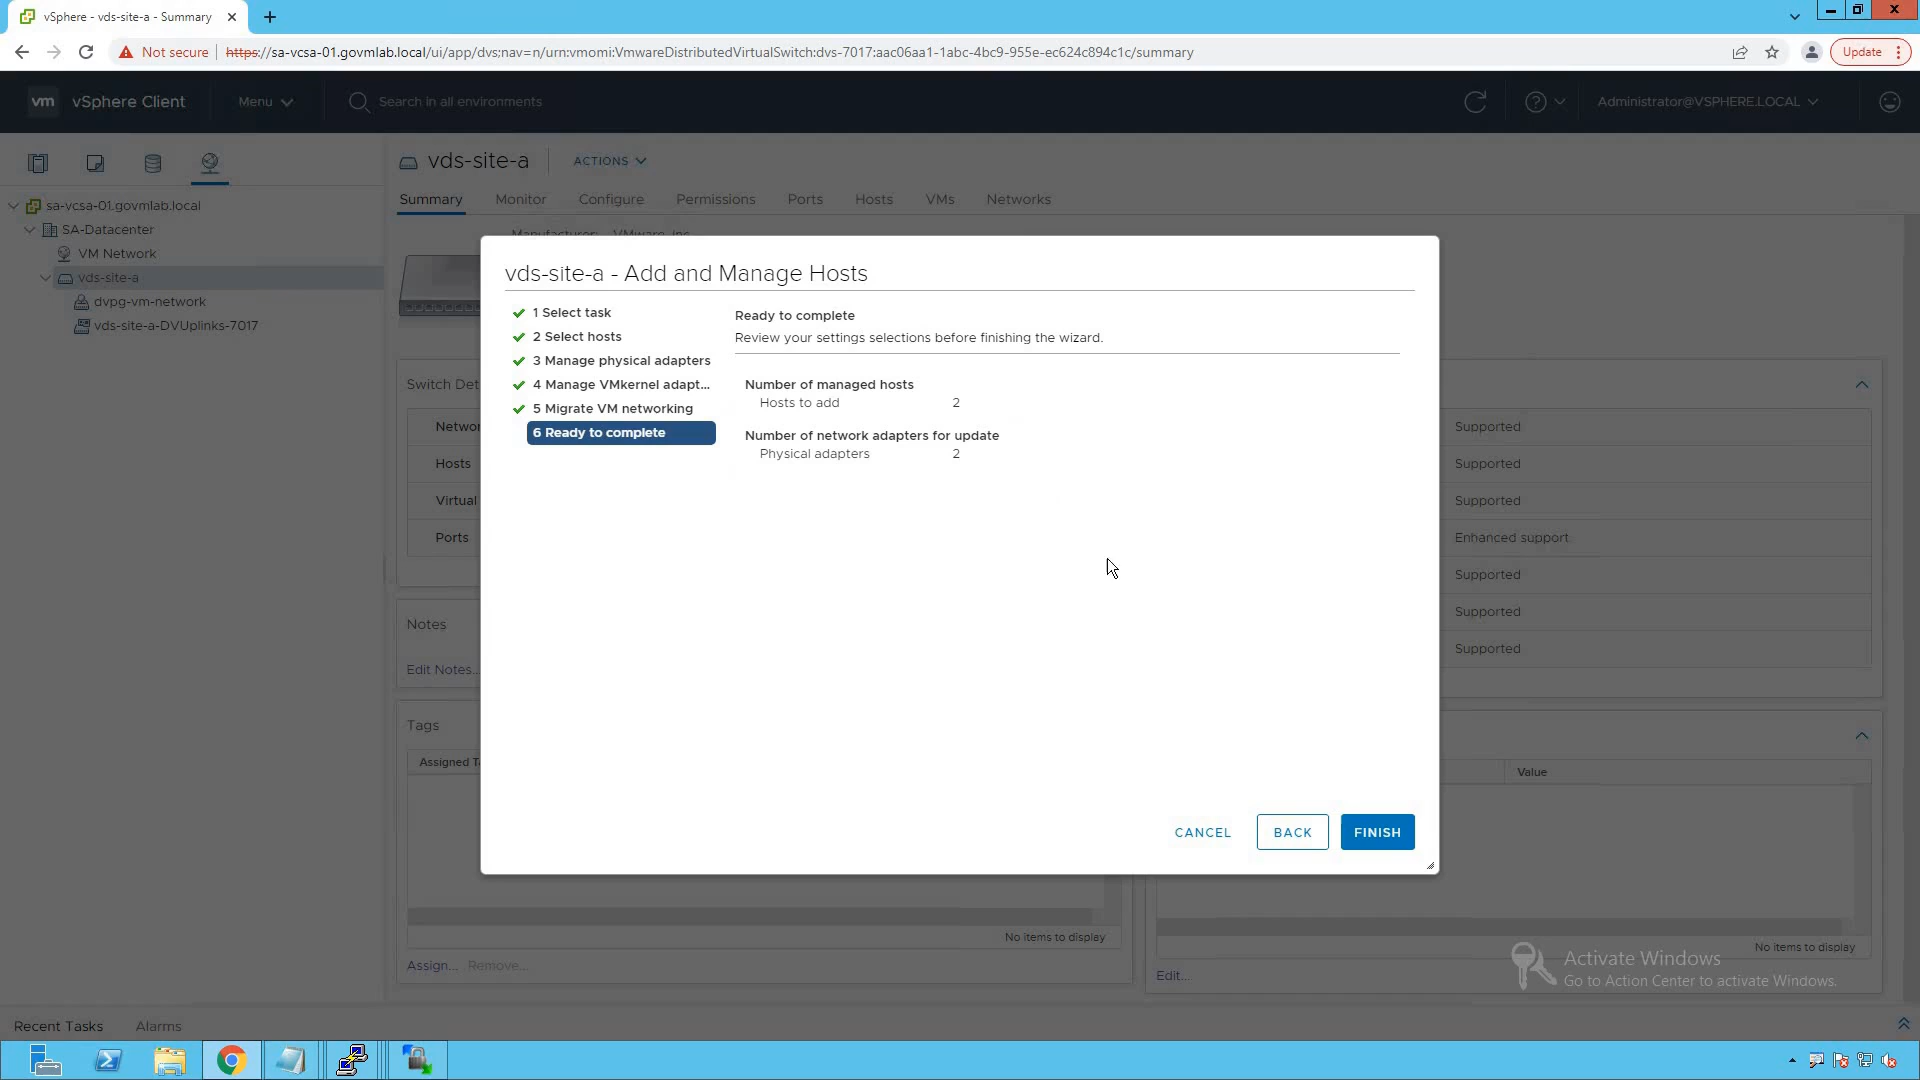 vSphere - vds-site-a - Summary
Not secure
https://sa-vcsa-01.govmlab.local/ui/app/dvs;nav=n/urn:vmomi:VmwareDistributedVirtualSwitch:dvs-7017:aac06aa1-1abc-4bc9-955e-ec624c894c1c/summary
Update
vm vSphere Client
Menu
Search in all environments
Administrator@VSPHERE.LOCAL
vds-site-a
ACTIONS
Summary Monitor Configure Permissions Ports Hosts VMs Networks
sa-vcsa-01.govmlab.local
SA-Datacenter
VM Network
vds-site-a
dvpg-vm-network
vds-site-a-DVUplinks-7017
Manufacturer: VMware, Inc.
vds-site-a - Add and Manage Hosts
1 Select task
2 Select hosts
3 Manage physical adapters
4 Manage VMkernel adapt...
5 Migrate VM networking
6 Ready to complete
Ready to complete
Review your settings selections before finishing the wizard.
Number of managed hosts
Hosts to add 2
Number of network adapters for update
Physical adapters 2
CANCEL BACK FINISH
Switch Det
Networ
Hosts
Virtual
Ports
Supported
Supported
Supported
Enhanced support
Supported
Supported
Supported
Notes
Edit Notes...
Tags
Assigned T
No items to display
Assign... Remove...
Value
No items to display
Edit...
Activate Windows
Go to Action Center to activate Windows.
Recent Tasks Alarms